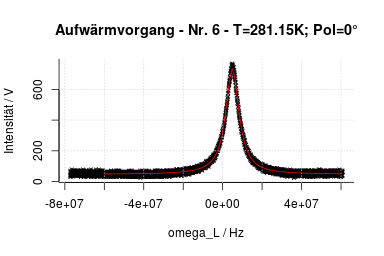 Aufwärmvorgang - Nr. 6 - T=281.15K; Pol=0°
Intensität / V
600
200
0
-8e+07 -4e+07 0e+00 4e+07
omega_L / Hz